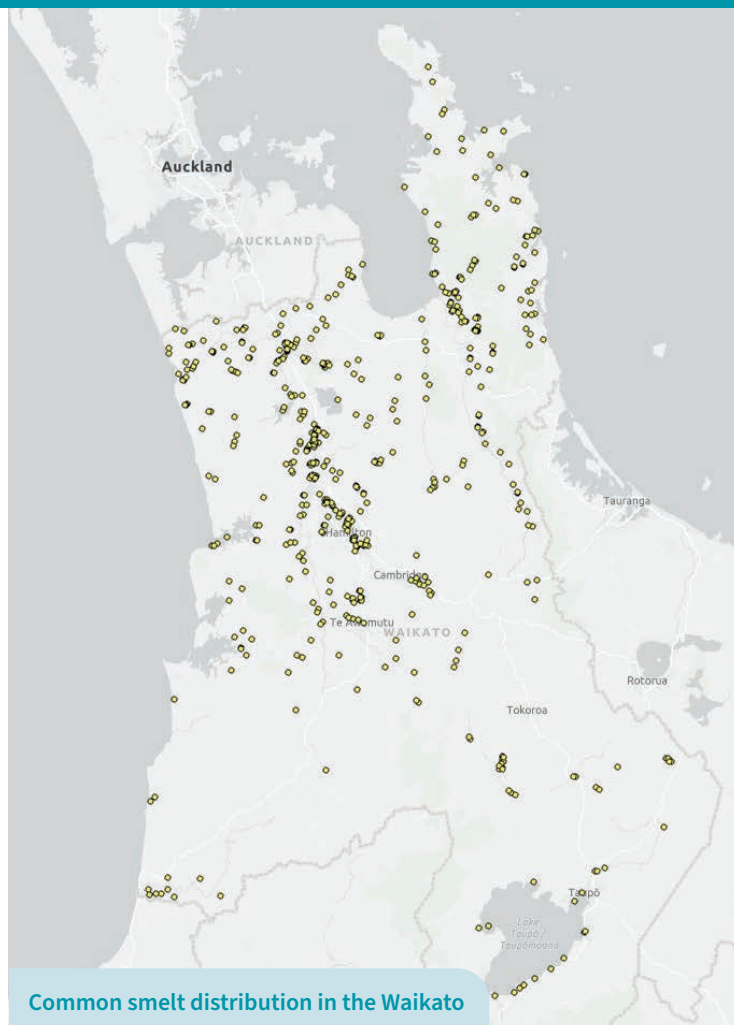 Auckland
AUCKLAND
Tauranga
Hamilton
Cambridge
Te Awamutu
WAIKATO
Rotorua
Tokoroa
Taupō
Lake
Taupō /
Taupōmoana
Common smelt distribution in the Waikato